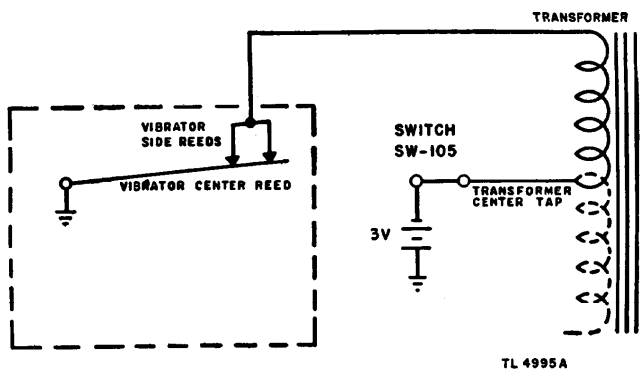 TRANSFORMER
VIBRATOR
SIDE REEDS
VIBRATOR CENTER REED
SWITCH
SW-105
TRANSFORMER
CENTER TAP
3V
TL 4995A